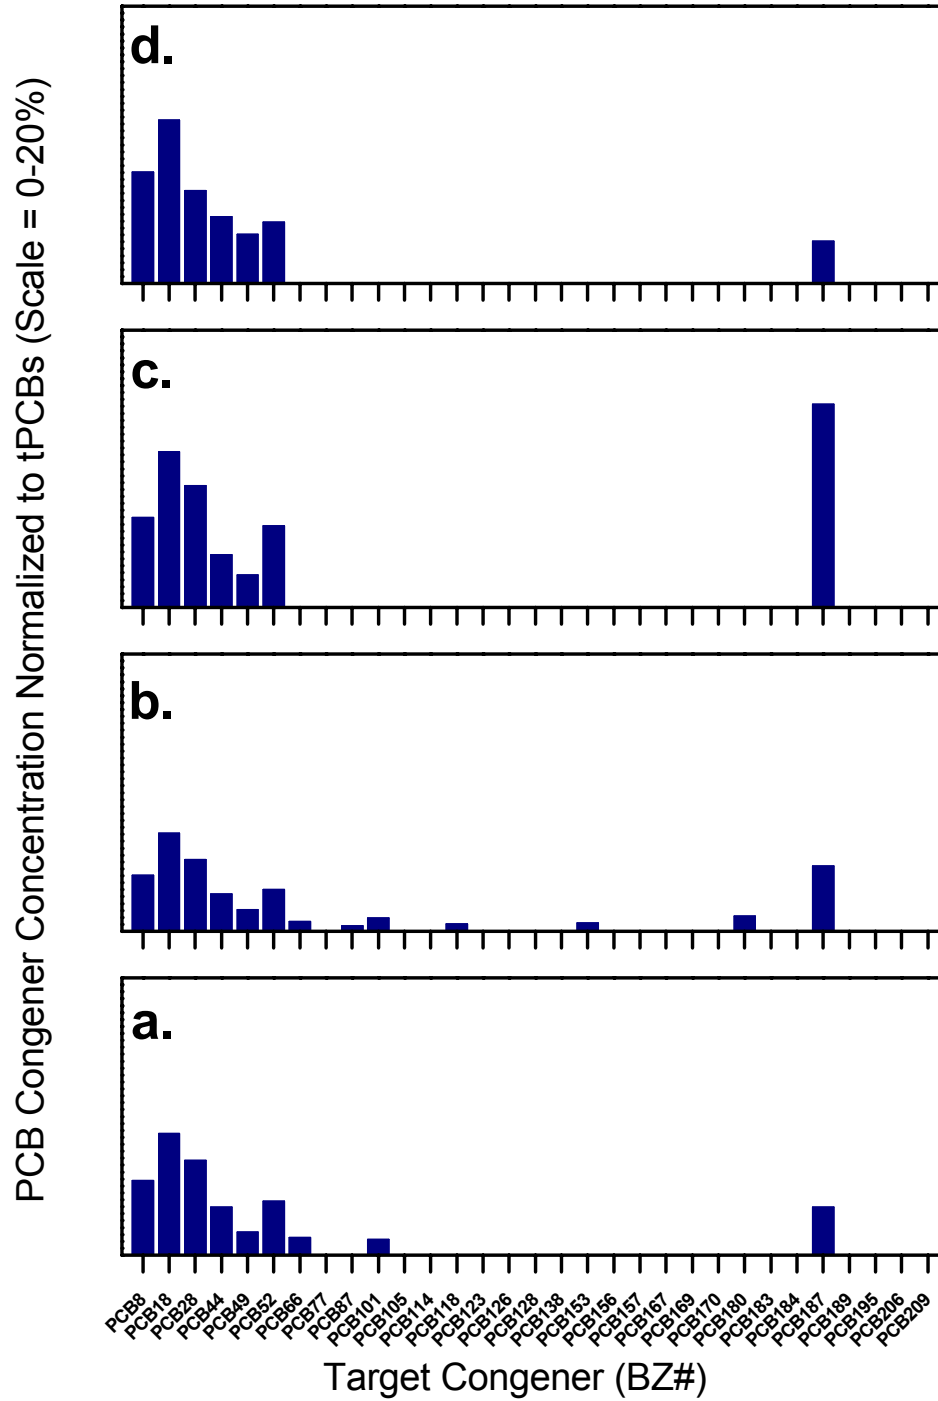 PCB Congener Concentration Normalized to tPCBs (Scale = 0-20%)
d.
c.
b.
a.
PCB8
PCB18
PCB28
PCB44
PCB49
PCB52
PCB66
PCB77
PCB87
PCB101
PCB105
PCB114
PCB118
PCB123
PCB126
PCB128
PCB138
PCB153
PCB156
PCB157
PCB167
PCB169
PCB170
PCB180
PCB183
PCB184
PCB187
PCB189
PCB195
PCB206
PCB209
Target Congener (BZ#)